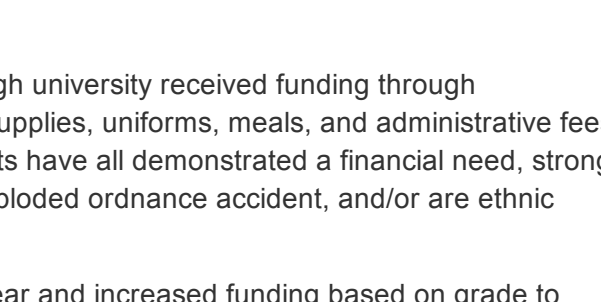 gh university received funding through
upplies, uniforms, meals, and administrative fee
ts have all demonstrated a financial need, strong
ploded ordnance accident, and/or are ethnic
ear and increased funding based on grade to